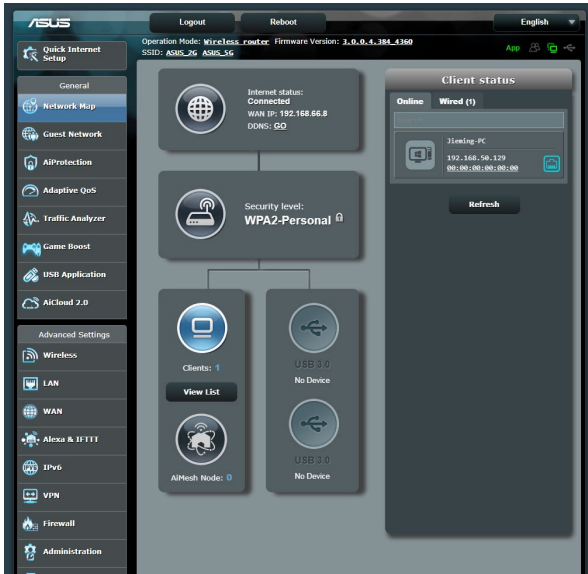 ASUS
Logout
Reboot
English
Quick Internet
Setup
Operation Mode: Wireless router Firmware Version: 3.0.0.4.384_4360
SSID: ASUS_2G ASUS_5G
App
General
Network Map
Guest Network
AiProtection
Adaptive QoS
Traffic Analyzer
Game Boost
USB Application
AiCloud 2.0
Advanced Settings
Wireless
LAN
WAN
Alexa & IFTTT
IPv6
VPN
Firewall
Administration
Internet status:
Connected
WAN IP: 192.168.66.8
DDNS: GO
Security level:
WPA2-Personal
Clients: 1
View List
AiMesh Node: 0
USB 3.0
No Device
USB 3.0
No Device
Client status
Online
Wired (1)
Jieming-PC
192.168.50.129
00:00:00:00:00:00
Refresh